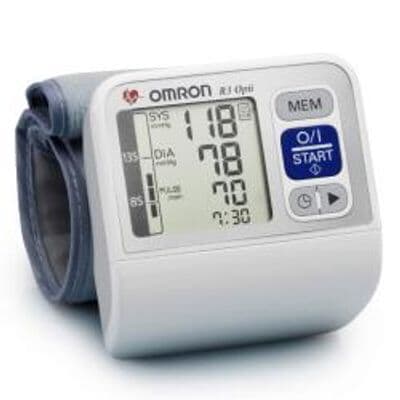 OMRON R3 Opti
SYS
mmHg
118
135
DiA
mmHg
78
85
PULSE
/min
70
7:30
MEM
O/I
START